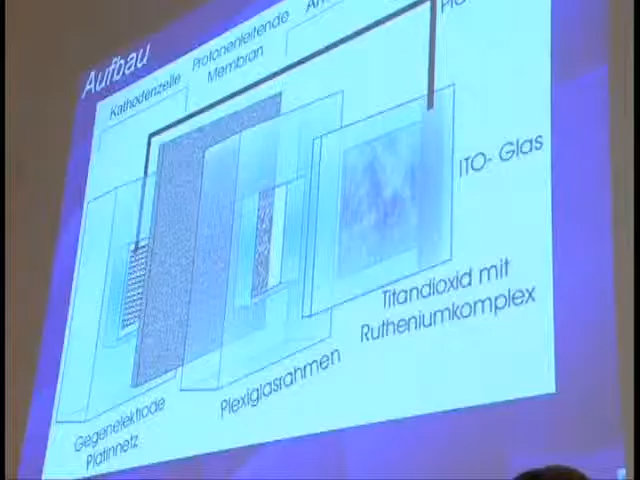 Aufbau
Kathodenzelle
Protonenleitende
Membran
ITO- Glas
Titandioxid mit
Rutheniumkomplex
Plexiglasrahmen
Gegenelektrode
Platinnetz